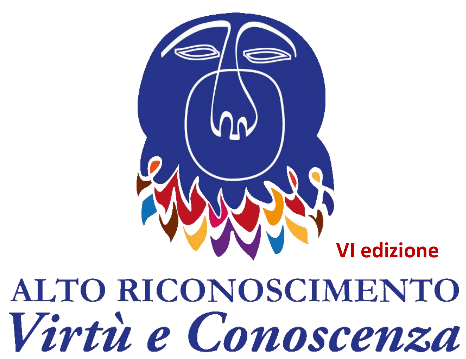 VI edizione
ALTO RICONOSCIMENTO
Virtù e Conoscenza